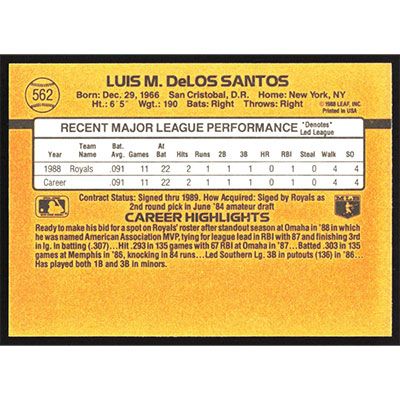 562
LUIS M. DeLOS SANTOS
Born: Dec. 29, 1966 San Cristobal, D.R. Home: New York, NY
Ht.: 6'5" Wgt.: 190 Bats: Right Throws: Right
© 1988 LEAF, INC.
Printed in USA
RECENT MAJOR LEAGUE PERFORMANCE *Denotes Led League
Year Team Name Bat. Avg. Games At Bat Hits Runs 2B 3B HR RBI Steal Walk SO
1988 Royals .091 11 22 2 1 1 1 0 1 0 4 4
Career .091 11 22 2 1 1 1 0 1 0 4 4
Contract Status: Signed thru 1989. How Acquired: Signed by Royals as
2nd round pick in June '84 amateur draft
CAREER HIGHLIGHTS
Ready to make his bid for a spot on Royals' roster after standout season at Omaha in '88 in which
he was named American Association MVP, tying for league lead in RBI with 87 and finishing 3rd
in lg. in batting (.307)...Hit .293 in 135 games with 67 RBI at Omaha in '87...Batted .303 in 135
games at Memphis in '86, knocking in 84 runs...Led Southern Lg. 3B in putouts (136) in '86...
Has played both 1B and 3B in minors.